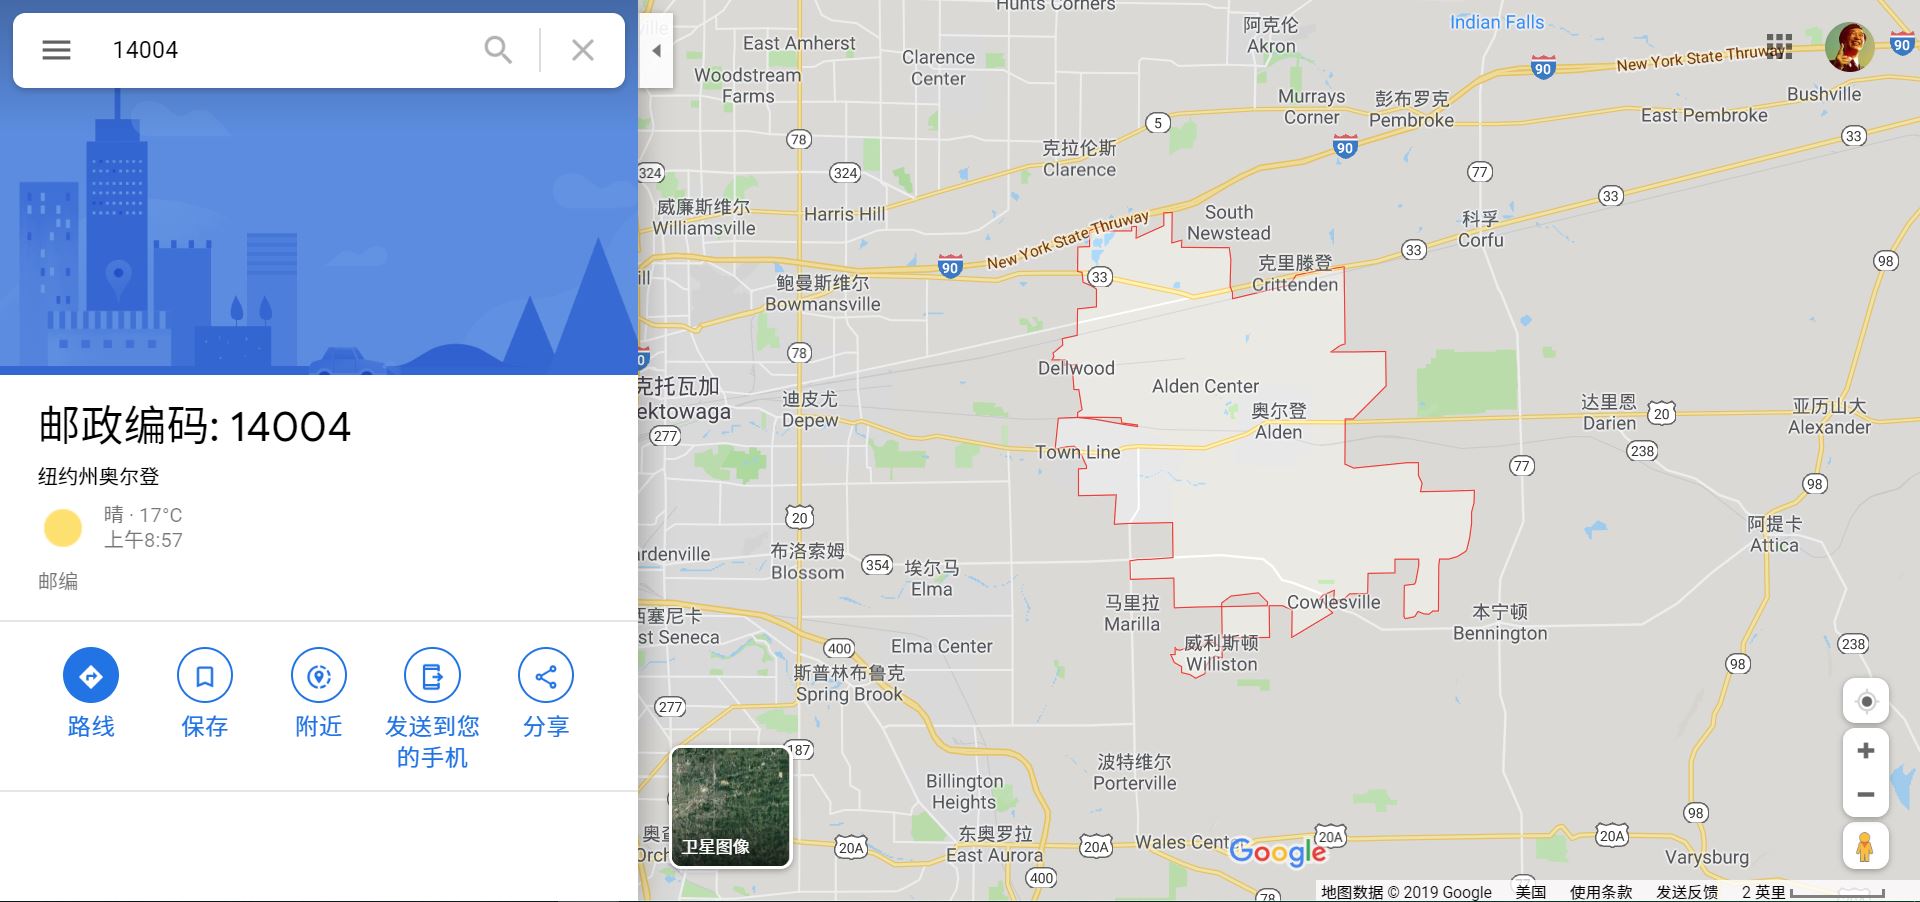 14004
邮政编码: 14004
纽约州奥尔登
晴 · 17°C
上午8:57
邮编
路线
保存
附近
发送到您
的手机
分享
Hunts Corners
阿克伦
Akron
Indian Falls
90
East Amherst
Clarence
Center
90
New York State Thruway
Woodstream
Farms
Murrays
Corner
彭布罗克
Pembroke
Bushville
East Pembroke
5
33
78
90
克拉伦斯
Clarence
324
324
77
33
威廉斯维尔
Williamsville
Harris Hill
South
Newstead
科孚
Corfu
New York State Thruway
33
90
克里滕登
Crittenden
98
33
鲍曼斯维尔
Bowmansville
78
Dellwood
克托瓦加
ektowaga
Alden Center
迪皮尤
Depew
奥尔登
Alden
达里恩
Darien
20
亚历山大
Alexander
277
Town Line
238
77
98
20
阿提卡
Attica
ardenville
布洛索姆
Blossom
354
埃尔马
Elma
马里拉
Marilla
Cowlesville
本宁顿
Bennington
西塞尼卡
st Seneca
400
Elma Center
威利斯顿
Williston
238
98
斯普林布鲁克
Spring Brook
277
187
波特维尔
Porterville
Billington
Heights
98
卫星图像
20A
东奥罗拉
East Aurora
20A
Wales Cent
Google
20A
20A
Varysburg
400
78
77
地图数据 © 2019 Google
美国
使用条款
发送反馈
2 英里